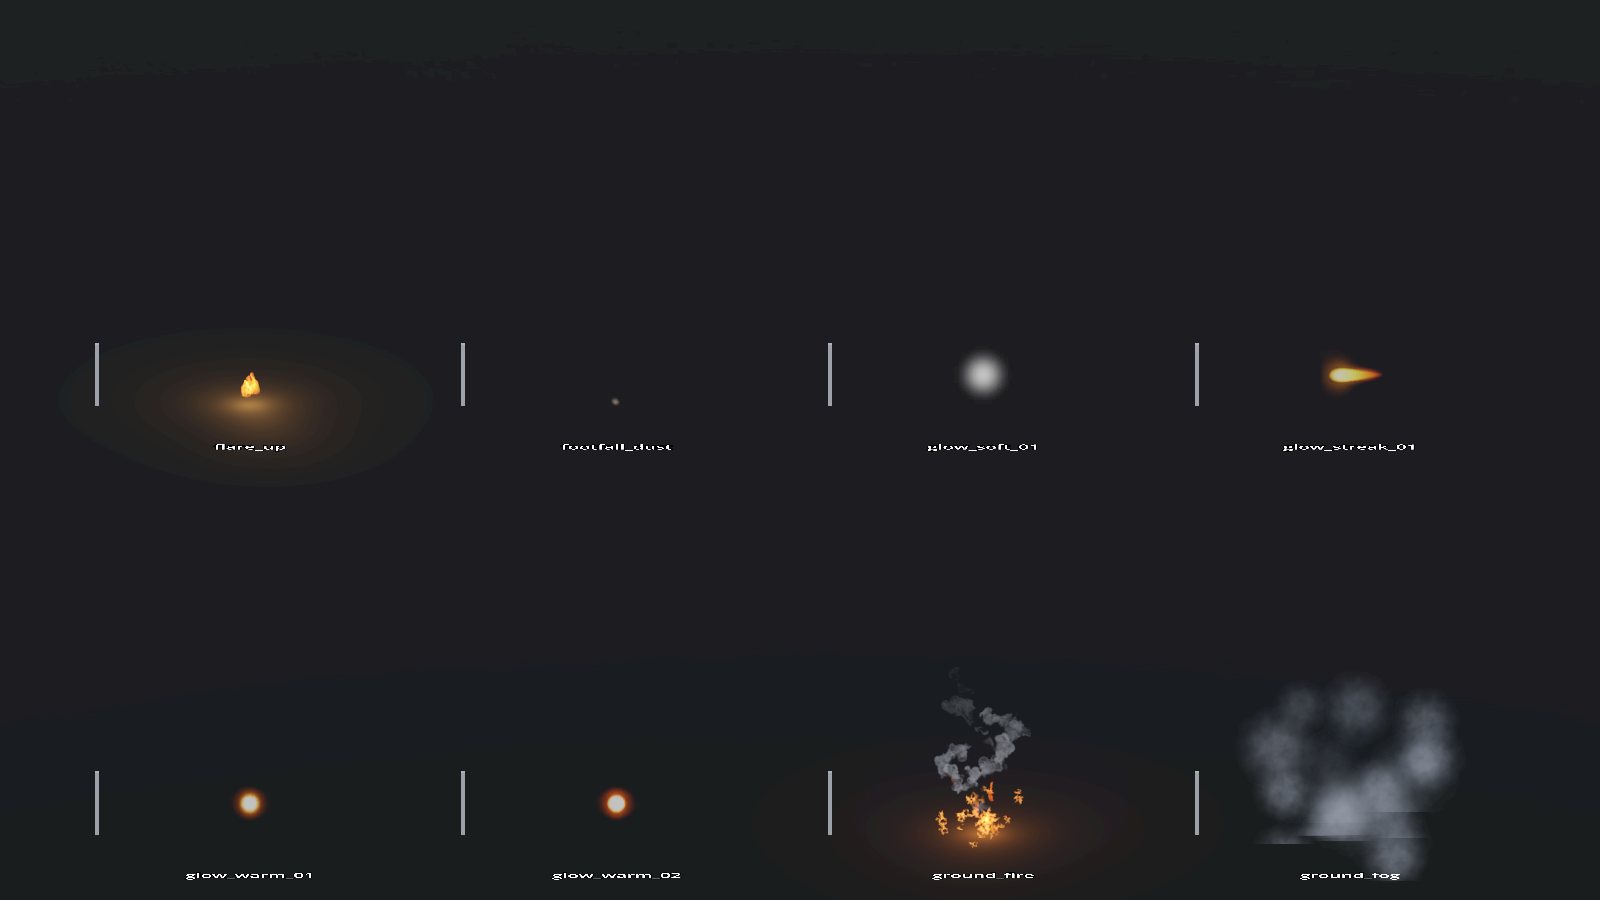 flare_up
footfall_dust
glow_soft_01
glow_streak_01
glow_warm_01
glow_warm_02
ground_fire
ground_fog